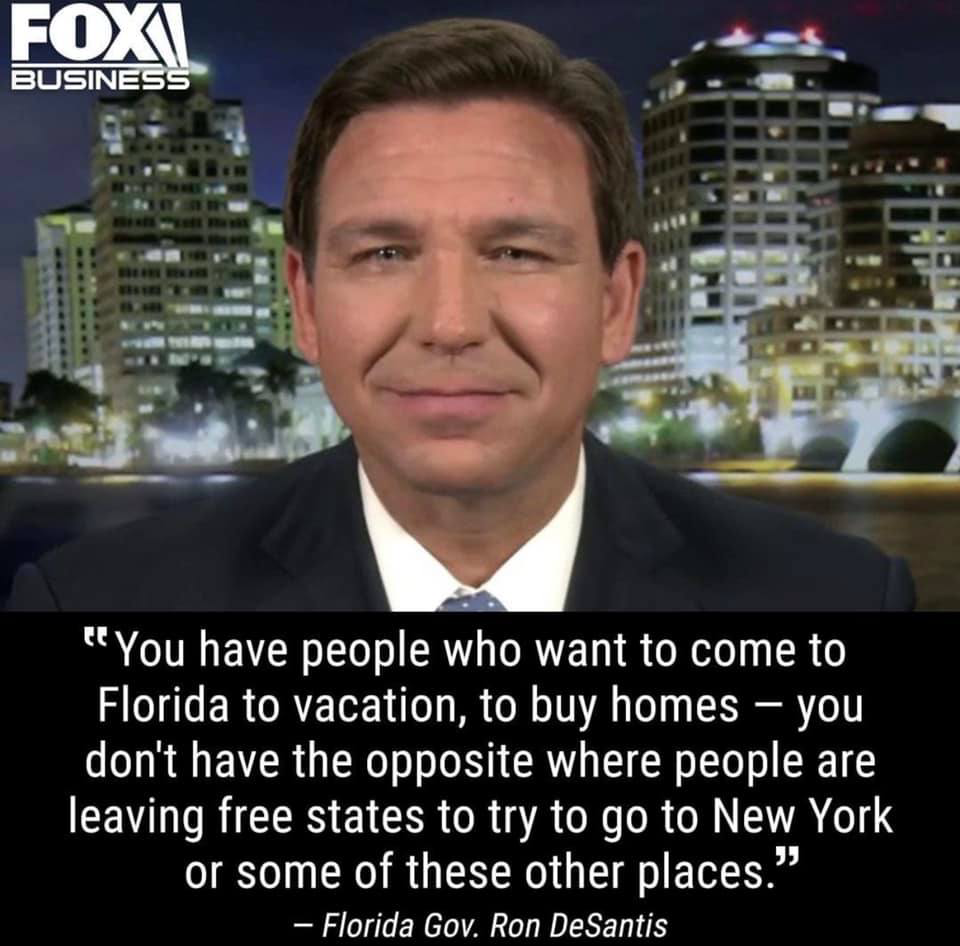 FOX
BUSINESS
"You have people who want to come to
Florida to vacation, to buy homes — you
don't have the opposite where people are
leaving free states to try to go to New York
or some of these other places."
— Florida Gov. Ron DeSantis